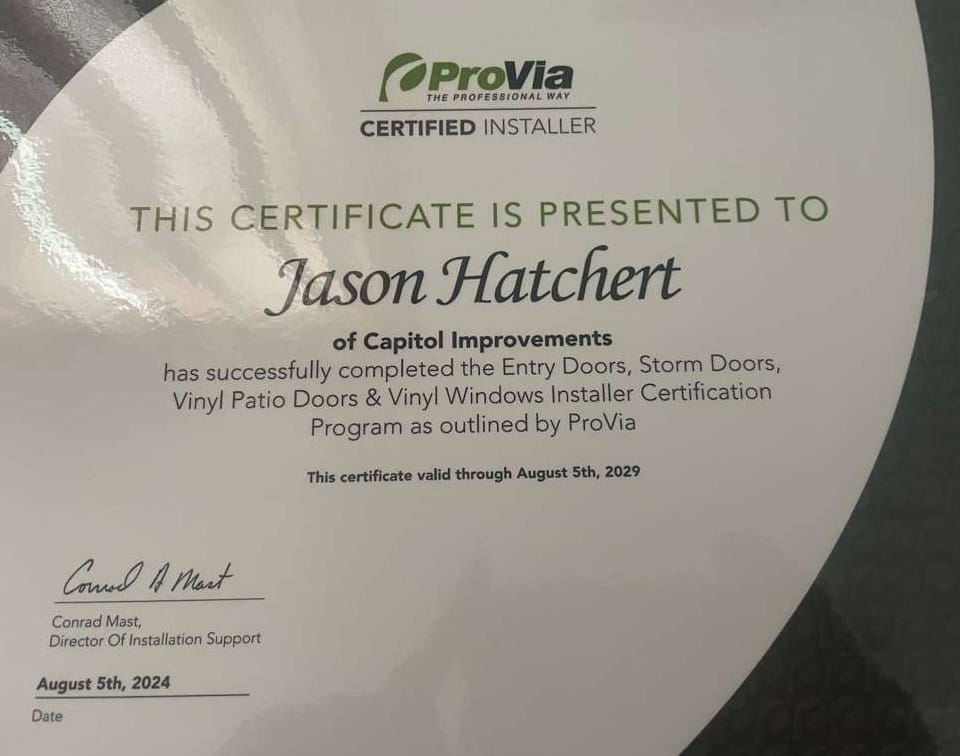 ProVia
THE PROFESSIONAL WAY
CERTIFIED INSTALLER
THIS CERTIFICATE IS PRESENTED TO
Jason Hatchert
of Capitol Improvements
has successfully completed the Entry Doors, Storm Doors,
Vinyl Patio Doors & Vinyl Windows Installer Certification
Program as outlined by ProVia
This certificate valid through August 5th, 2029
Conrad A Mast
Conrad Mast,
Director Of Installation Support
August 5th, 2024
Date